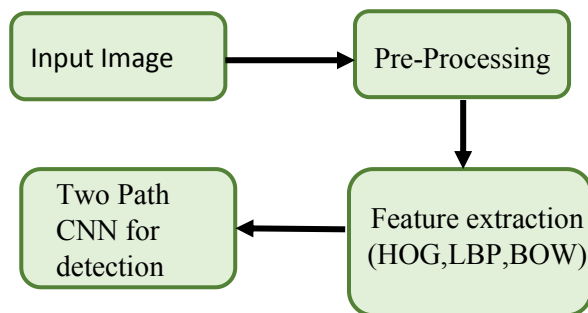 Input Image
Pre-Processing
Feature extraction
(HOG,LBP,BOW)
Two Path
CNN for
detection